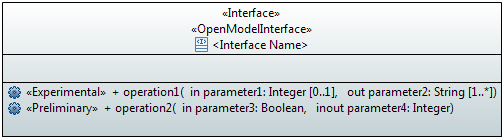 «Interface»
«OpenModelInterface»
<Interface Name>
«Experimental» + operation1( in parameter1: Integer [0..1], out parameter2: String [1..*])
«Preliminary» + operation2( in parameter3: Boolean, inout parameter4: Integer)